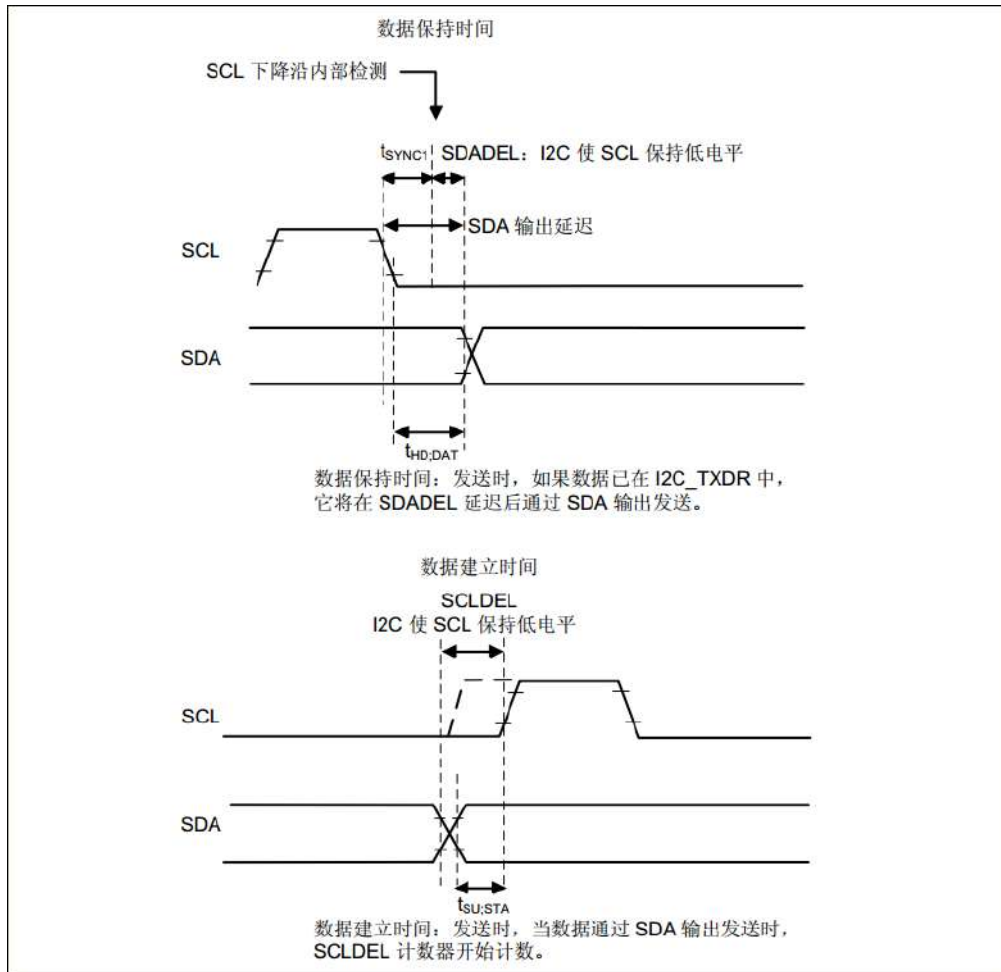 数据保持时间
SCL 下降沿内部检测
tSYNC1 SDADEL：I2C 使 SCL 保持低电平
SDA 输出延迟
SCL
SDA
tHD;DAT
数据保持时间：发送时，如果数据已在 I2C_TXDR 中，
它将在 SDADEL 延迟后通过 SDA 输出发送。
数据建立时间
SCLDEL
I2C 使 SCL 保持低电平
SCL
SDA
tSU;STA
数据建立时间：发送时，当数据通过 SDA 输出发送时，
SCLDEL 计数器开始计数。